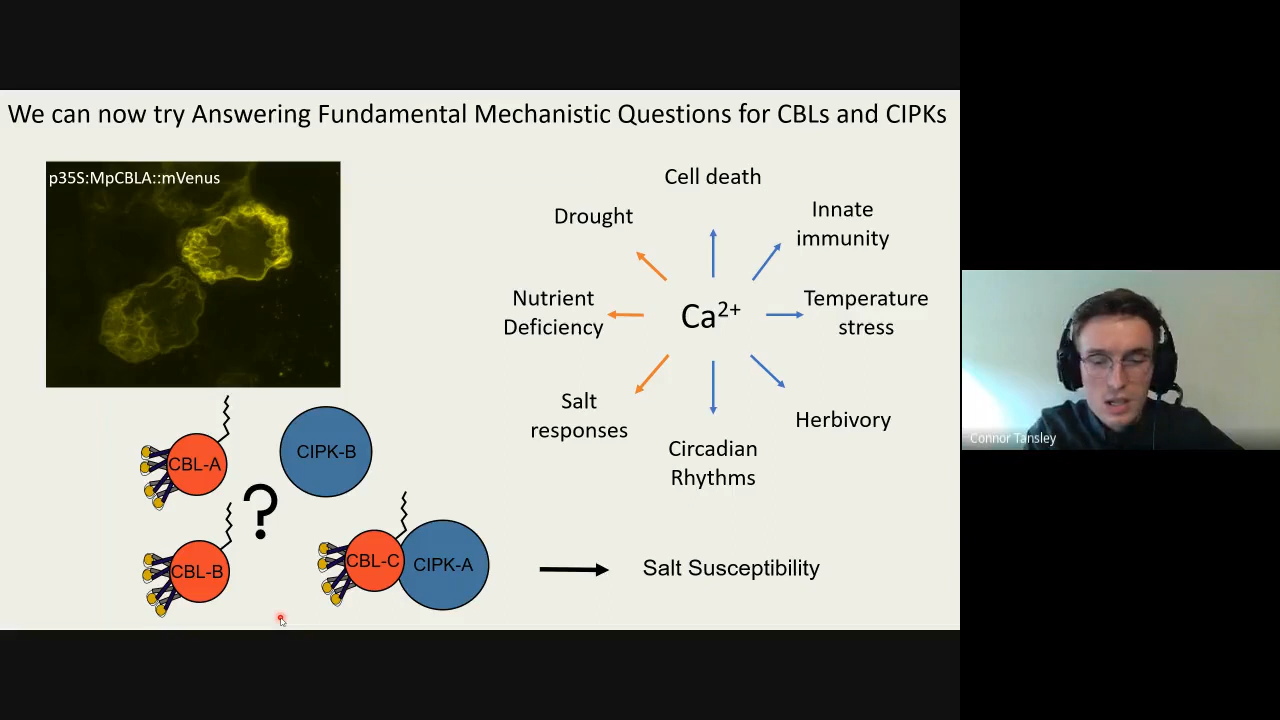 We can now try Answering Fundamental Mechanistic Questions for CBLs and CIPKs
p35S:MpCBLA::mVenus
Cell death
Drought
Innate
immunity
Nutrient
Deficiency
Ca²⁺
Temperature
stress
Salt
responses
Herbivory
Circadian
Rhythms
CBL-A
CIPK-B
?
CBL-B
CBL-C
CIPK-A
Salt Susceptibility
Connor Tansley